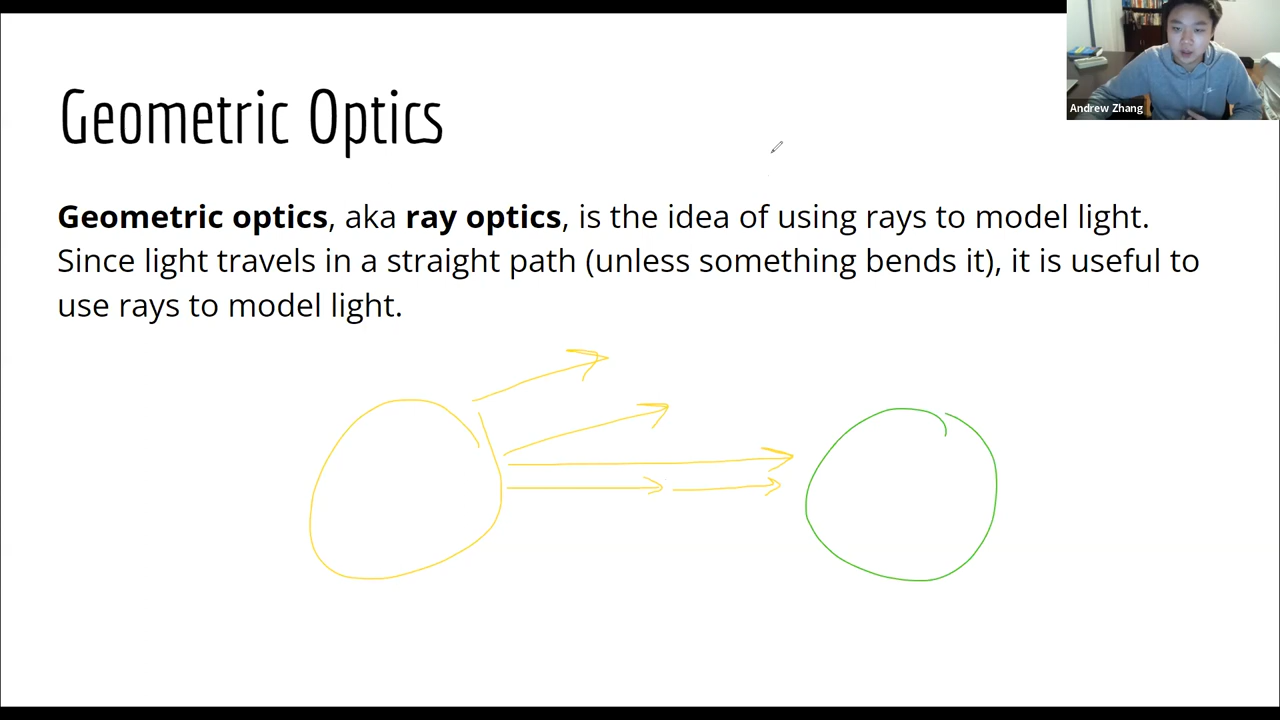 Andrew Zhang
Geometric Optics
Geometric optics, aka ray optics, is the idea of using rays to model light.
Since light travels in a straight path (unless something bends it), it is useful to
use rays to model light.